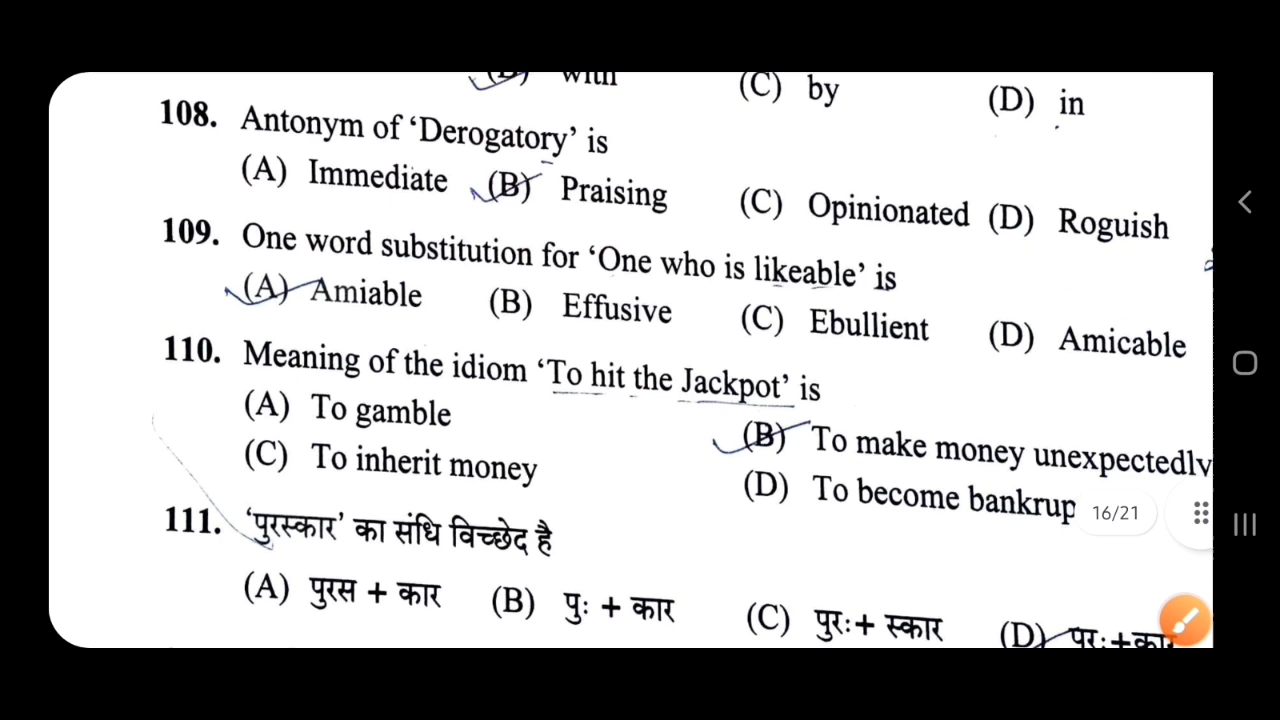 (B) with (C) by (D) in
108. Antonym of ‘Derogatory’ is
(A) Immediate (B) Praising (C) Opinionated (D) Roguish
109. One word substitution for ‘One who is likeable’ is
(A) Amiable (B) Effusive (C) Ebullient (D) Amicable
110. Meaning of the idiom ‘To hit the Jackpot’ is
(A) To gamble
(B) To make money unexpectedly
(C) To inherit money
(D) To become bankrup
16/21
111. ‘पुरस्कार’ का संधि विच्छेद है
(A) पुरस + कार (B) पुः + कार (C) पुरः+ स्कार (D) पुरः+कार